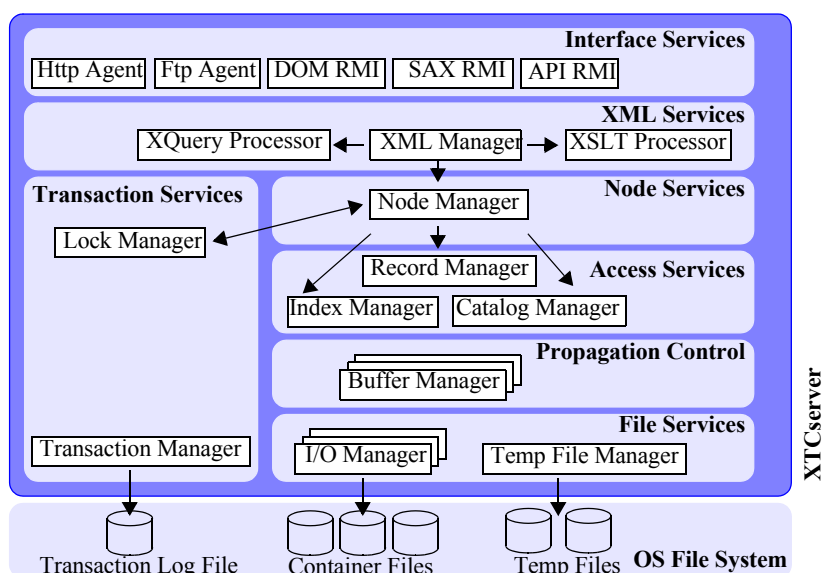 Interface Services
Http Agent
Ftp Agent
DOM RMI
SAX RMI
API RMI
XML Services
XQuery Processor
XML Manager
XSLT Processor
Transaction Services
Node Services
Node Manager
Lock Manager
Record Manager
Access Services
Index Manager
Catalog Manager
Propagation Control
Buffer Manager
File Services
Transaction Manager
I/O Manager
Temp File Manager
XTCserver
Transaction Log File
Container Files
Temp Files
OS File System